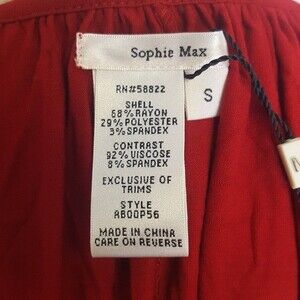 Sophie Max
S
RN#58822
SHELL
68%RAYON
29%POLYESTER
3%SPANDEX
CONTRAST
92%VISCOSE
8%SPANDEX
EXCLUSIVE OF
TRIMS
STYLE
AB00P56
MADE IN CHINA
CARE ON REVERSE